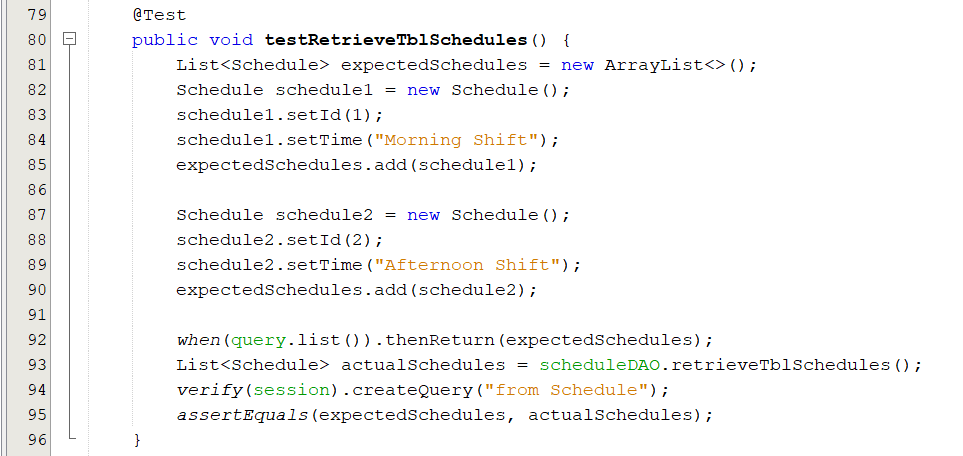 79 @Test
80 public void testRetrieveTblSchedules() {
81 List<Schedule> expectedSchedules = new ArrayList<>();
82 Schedule schedule1 = new Schedule();
83 schedule1.setId(1);
84 schedule1.setTime("Morning Shift");
85 expectedSchedules.add(schedule1);
86
87 Schedule schedule2 = new Schedule();
88 schedule2.setId(2);
89 schedule2.setTime("Afternoon Shift");
90 expectedSchedules.add(schedule2);
91
92 when(query.list()).thenReturn(expectedSchedules);
93 List<Schedule> actualSchedules = scheduleDAO.retrieveTblSchedules();
94 verify(session).createQuery("from Schedule");
95 assertEquals(expectedSchedules, actualSchedules);
96 }